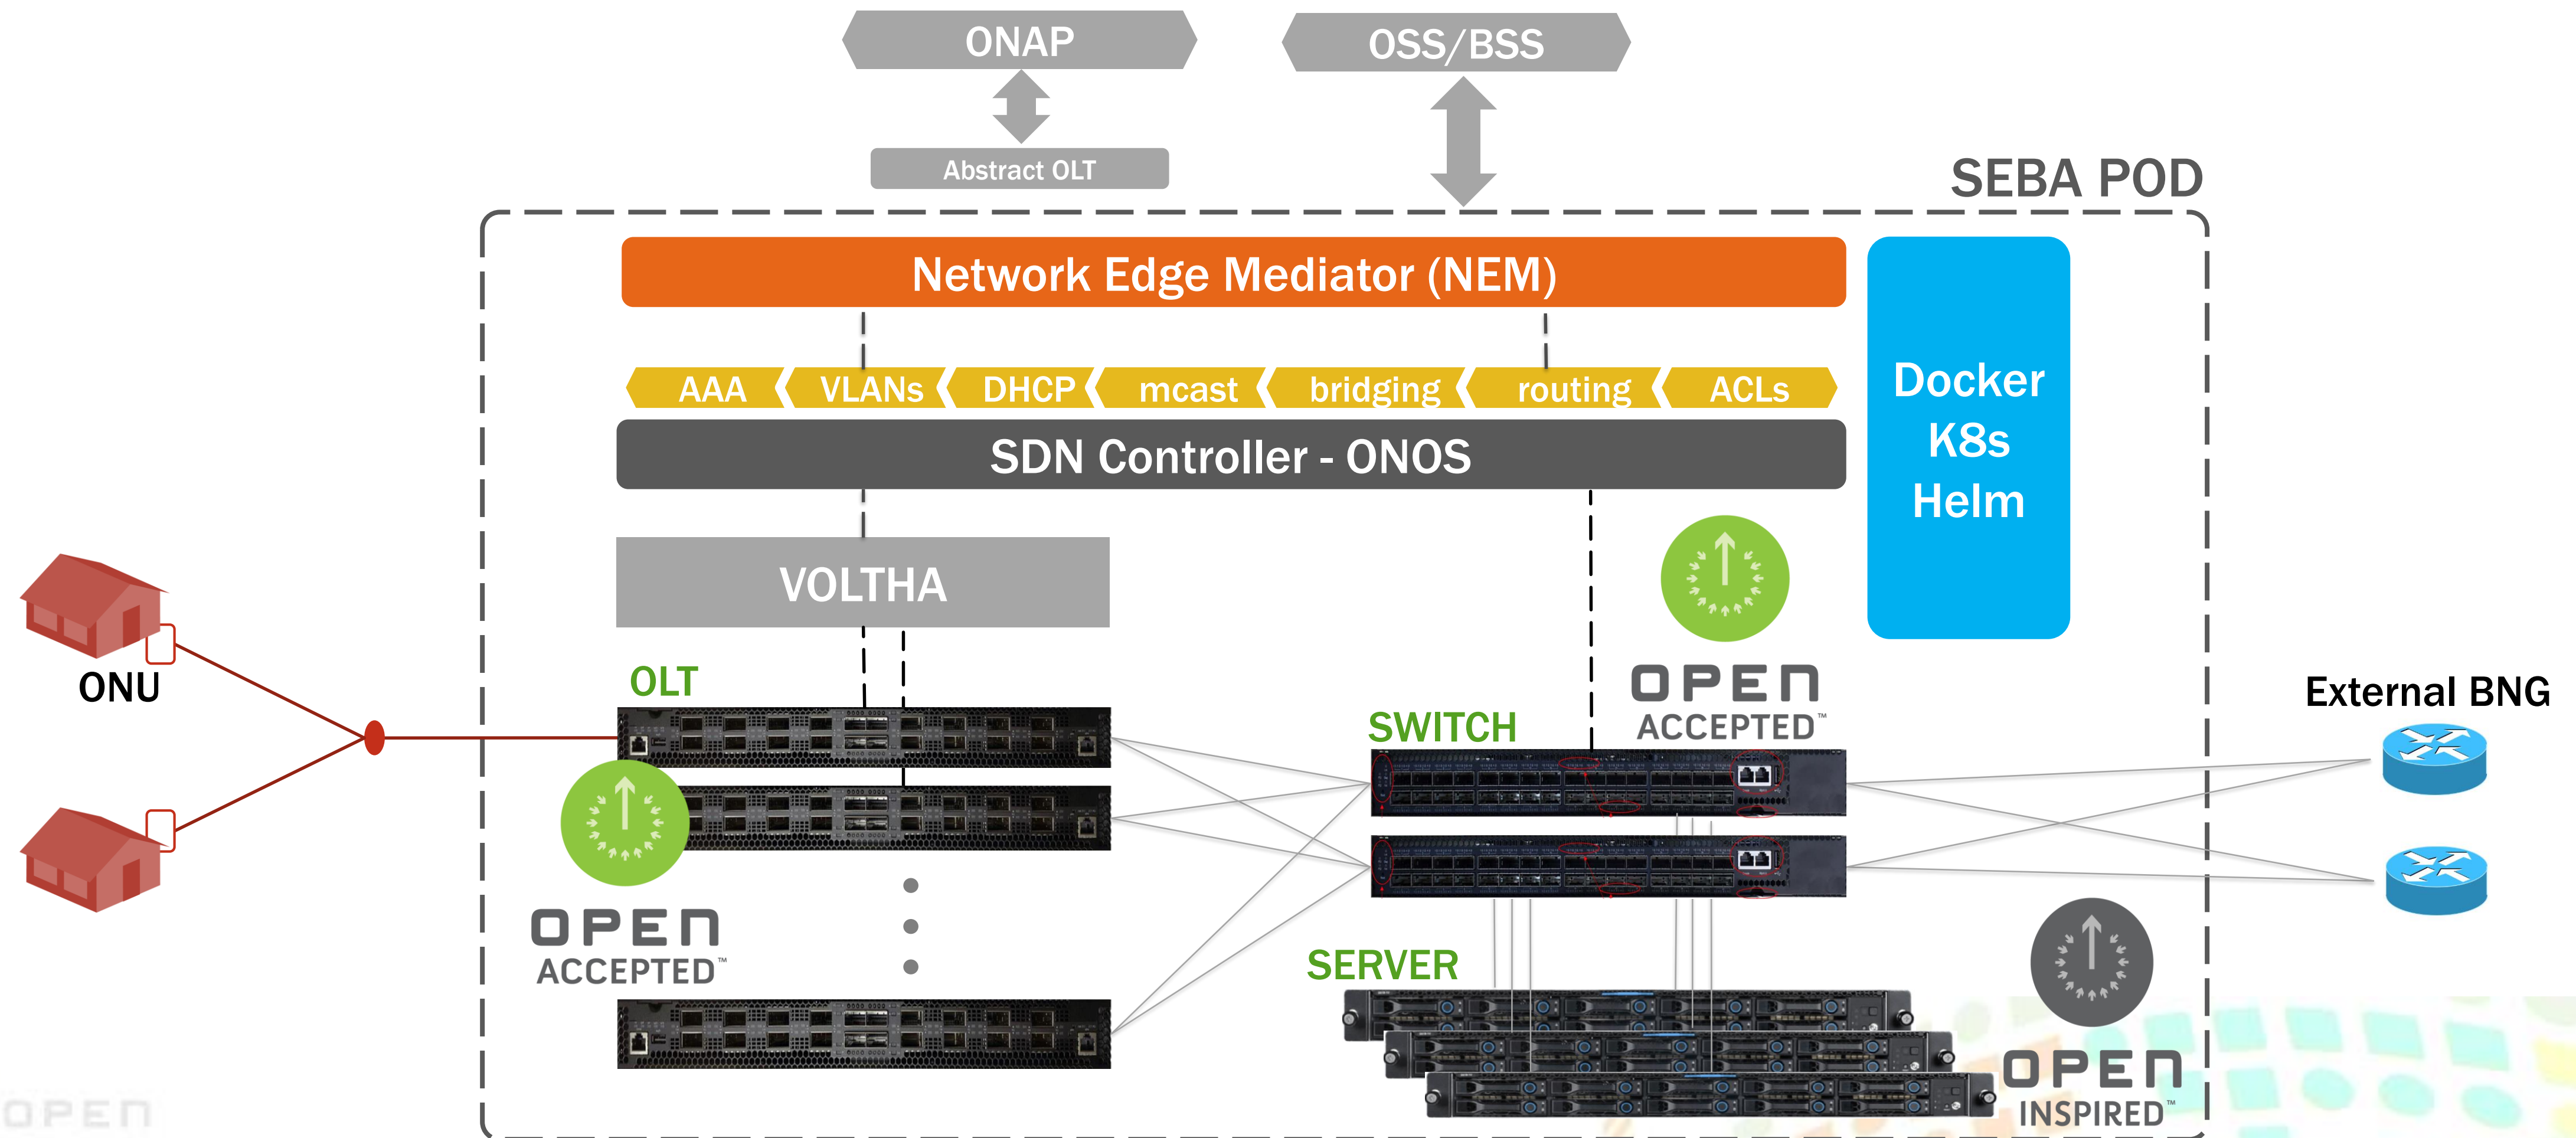 ONAP
OSS/BSS
Abstract OLT
SEBA POD
Network Edge Mediator (NEM)
AAA
VLANs
DHCP
mcast
bridging
routing
ACLs
SDN Controller - ONOS
Docker
K8s
Helm
VOLTHA
ONU
OLT
SWITCH
OPEN
ACCEPTED™
External BNG
OPEN
ACCEPTED™
SERVER
OPEN
INSPIRED™
OPEN